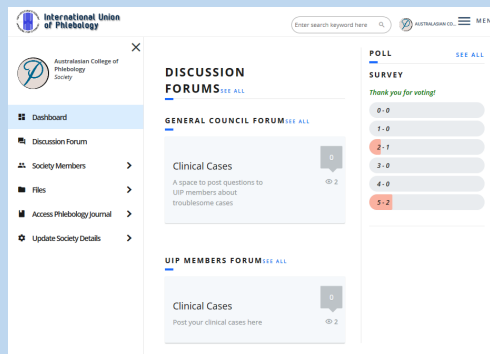 International Union
of Phlebology
Enter search keyword here
AUSTRALASIAN CO...
MEN
Australasian College of
Phlebology
Society
Dashboard
Discussion Forum
Society Members
Files
Access Phlebology Journal
Update Society Details
DISCUSSION
FORUMS SEE ALL
GENERAL COUNCIL FORUM SEE ALL
Clinical Cases
0
A space to post questions to
UIP members about
troublesome cases
2
UIP MEMBERS FORUM SEE ALL
Clinical Cases
0
Post your clinical cases here
2
POLL
SEE ALL
SURVEY
Thank you for voting!
0 - 0
1 - 0
2 - 1
3 - 0
4 - 0
5 - 2